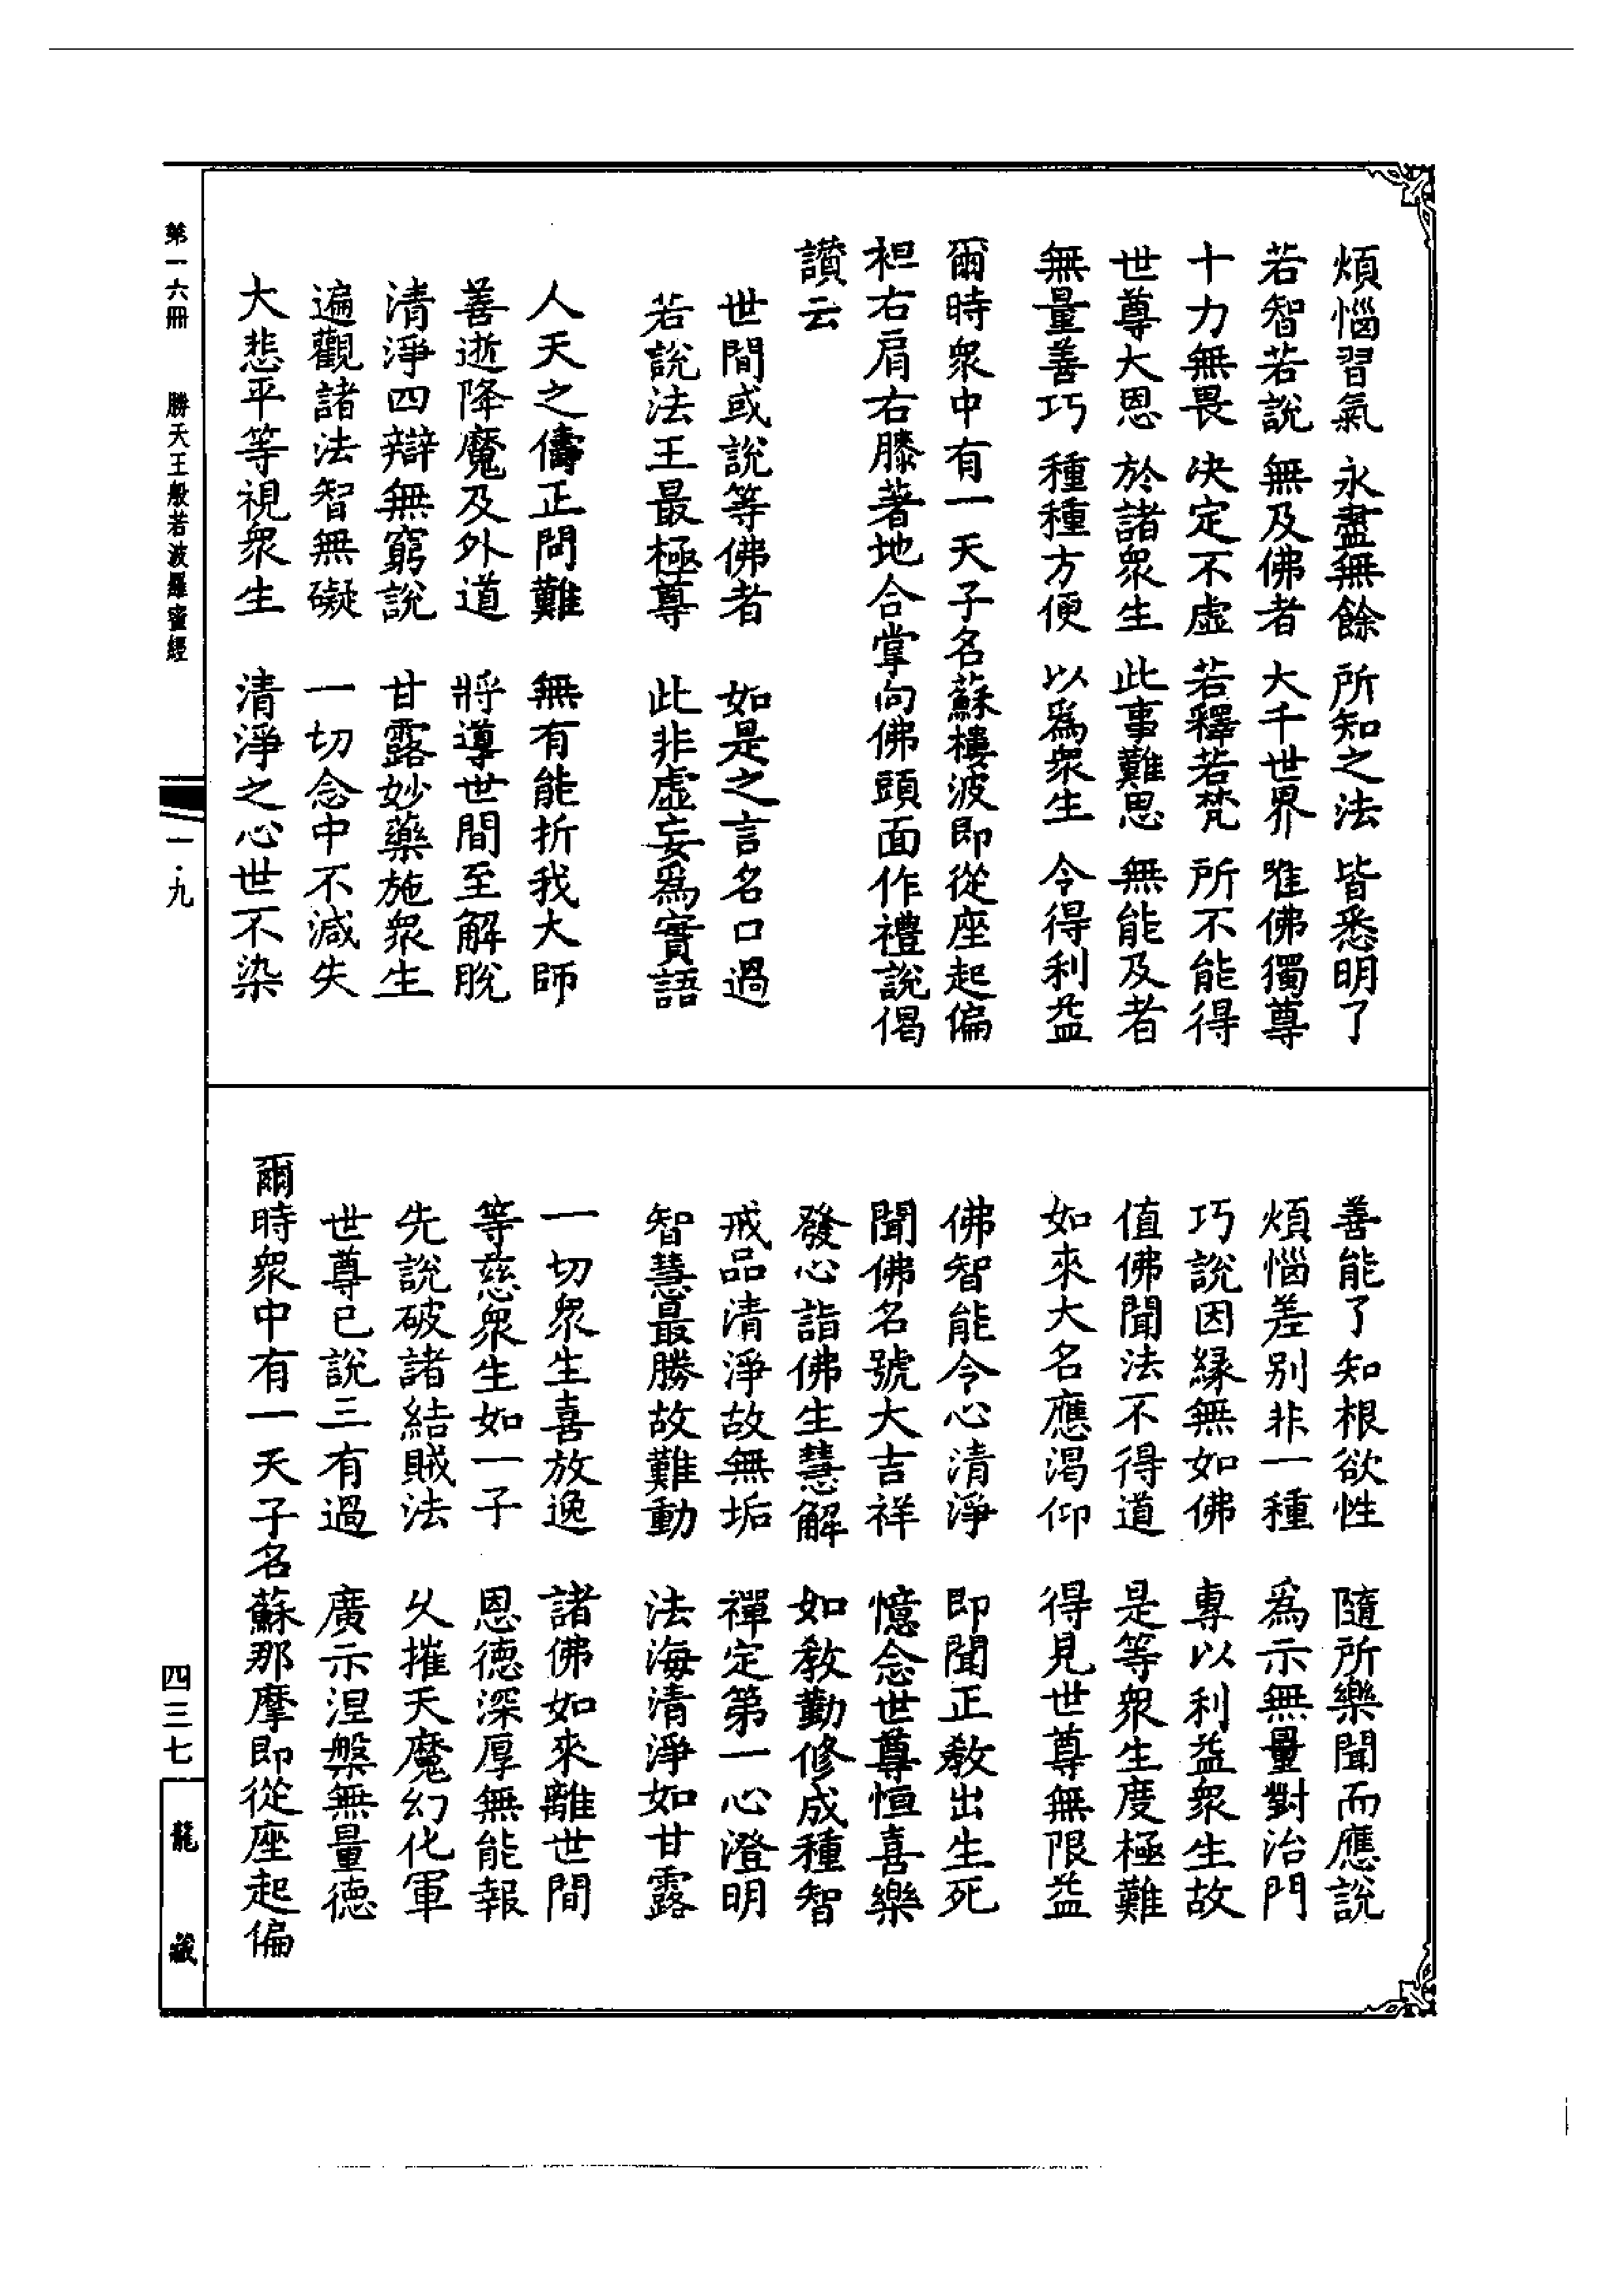 煩惱習氣 永盡無餘 所知之法 皆悉明了
若智若說 無及佛者 大千世界 唯佛獨尊
十力無畏 決定不虛 若釋若梵 所不能得
世尊大恩 於諸眾生 此事難思 無能及者
無量善巧 種種方便 以為眾生 令得利益
爾時眾中有一天子名蘇樓波即從座起偏
袒右肩右膝著地合掌向佛頭面作禮說偈
讚云
世間或說等佛者 如是之言名口過
若說法王最極尊 此非虛妄為實語
人天之儔正問難 無有能折我大師
善逝降魔及外道 將導世間至解脫
清淨四辯無窮說 甘露妙藥施眾生
遍觀諸法智無礙 一切念中不減失
大悲平等視眾生 清淨之心世不染
善能了知根欲性 隨所樂聞而應說
煩惱差別非一種 為示無量對治門
巧說因緣無如佛 專以利益眾生故
值佛聞法不得道 是等眾生度極難
如來大名應渴仰 得見世尊無限益
佛智能令心清淨 即聞正教出生死
聞佛名號大吉祥 憶念世尊恒喜樂
發心詣佛生慧解 如教勤修成種智
戒品清淨故無垢 禪定第一心澄明
智慧最勝故難動 法海清淨如甘露
一切眾生喜放逸 諸佛如來離世間
等慈眾生如一子 恩德深厚無能報
先說破諸結賊法 久摧天魔幻化軍
世尊已說三有過 廣示涅槃無量德
爾時眾中有一天子名蘇那摩即從座起偏
第一六冊 勝天王般若波羅蜜經 一·九
四三七 龍藏